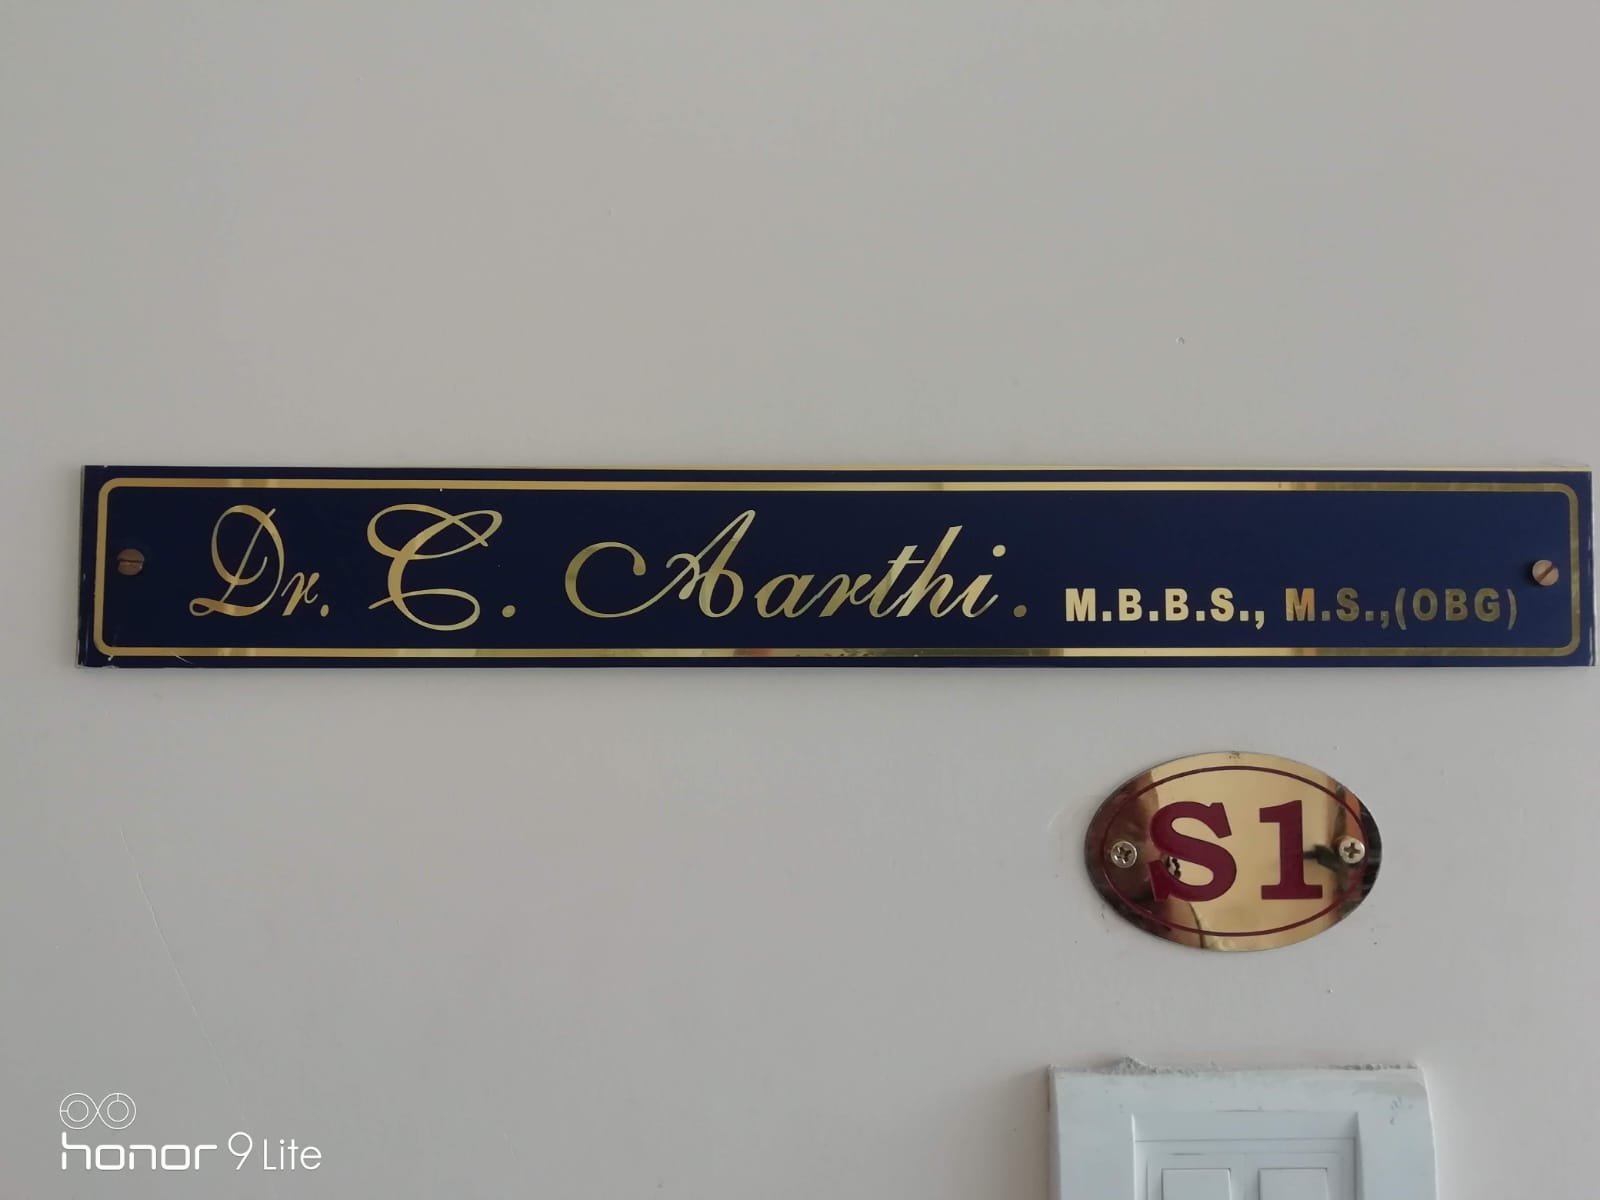 Dr. C. Aarthi. M.B.B.S., M.S.,(OBG)
S1
honor 9 Lite